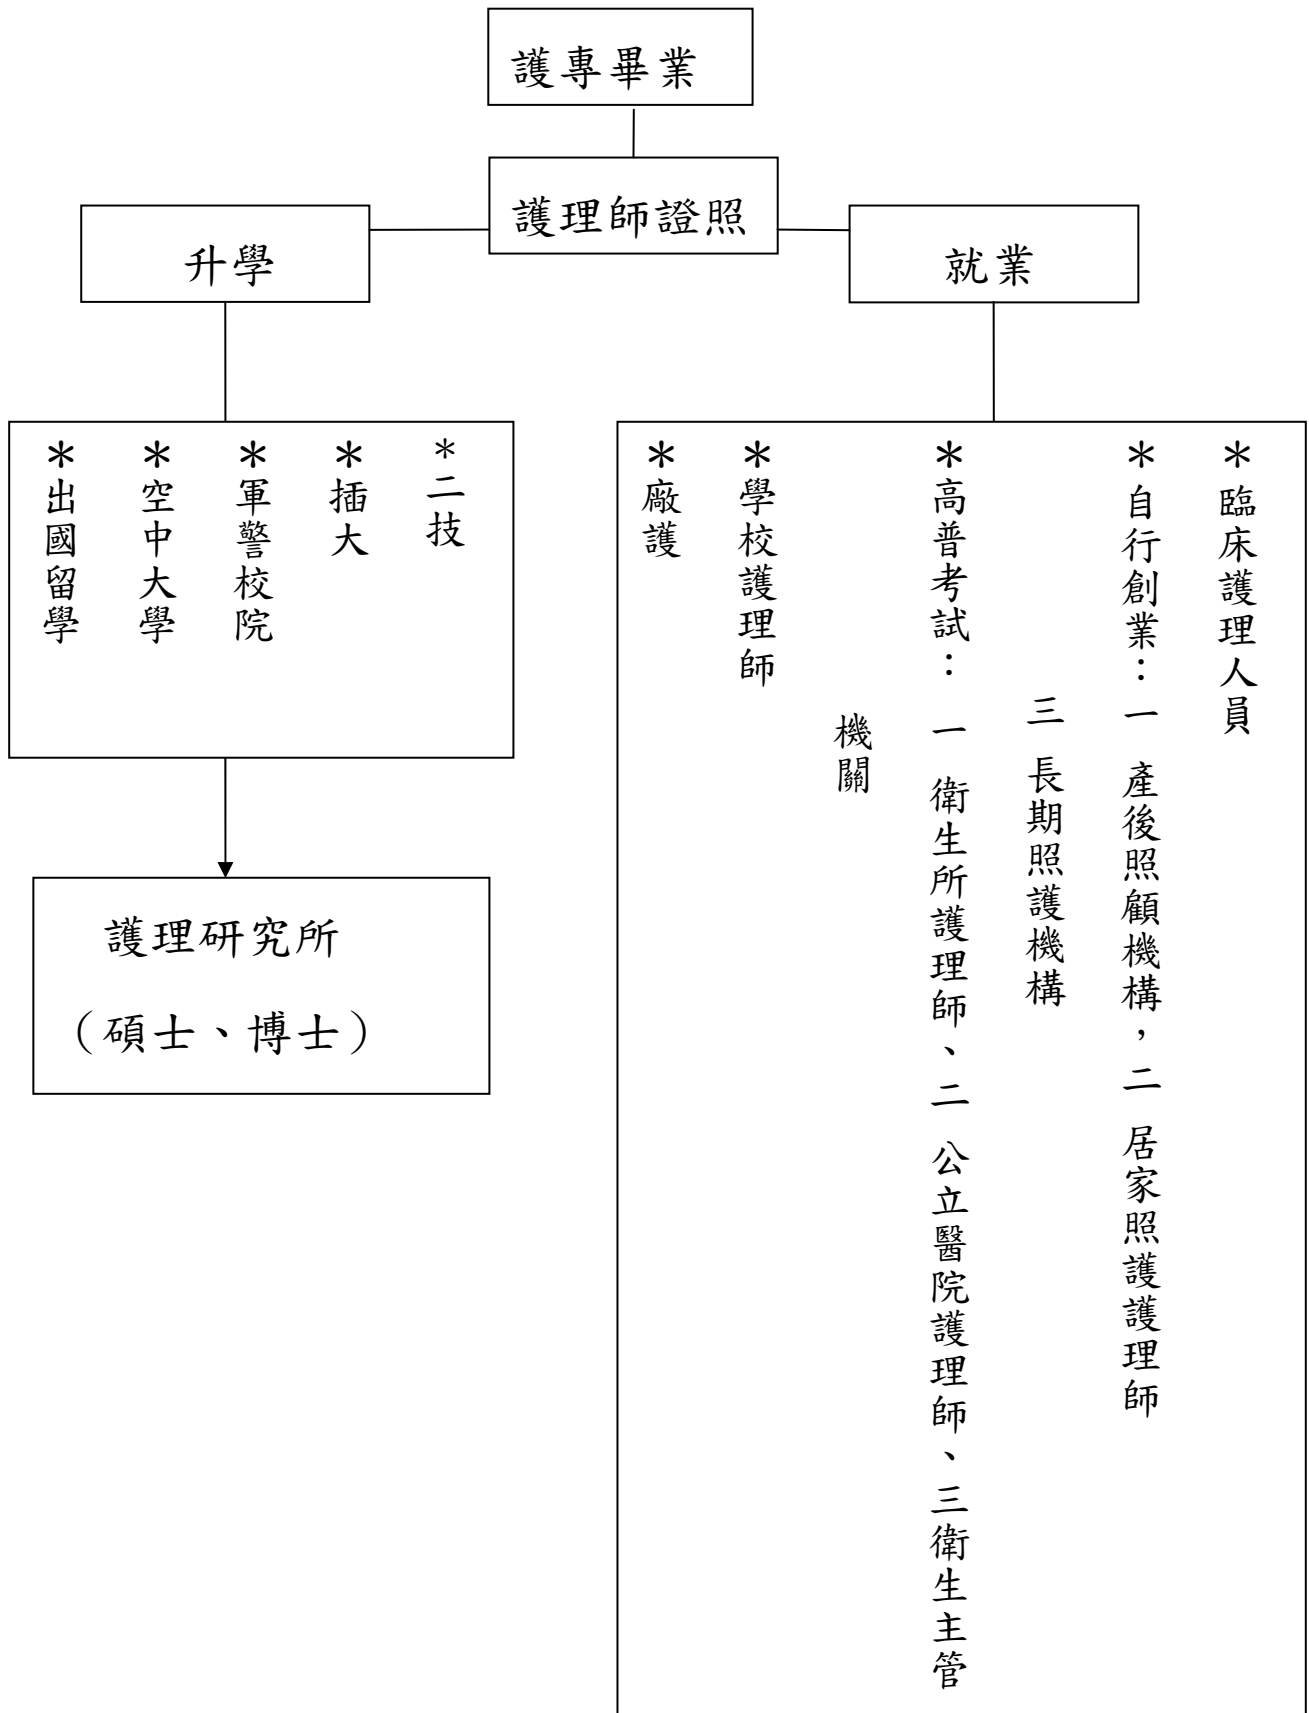 護專畢業
護理師證照
升學
就業
＊二技
＊插大
＊軍警校院
＊空中大學
＊出國留學
護理研究所
（碩士、博士）
＊臨床護理人員
＊自行創業：一 產後照顧機構，二 居家照護護理師
三 長期照護機構
＊高普考試：一 衛生所護理師、二 公立醫院護理師、三衛生主管
機關
＊學校護理師
＊廠護